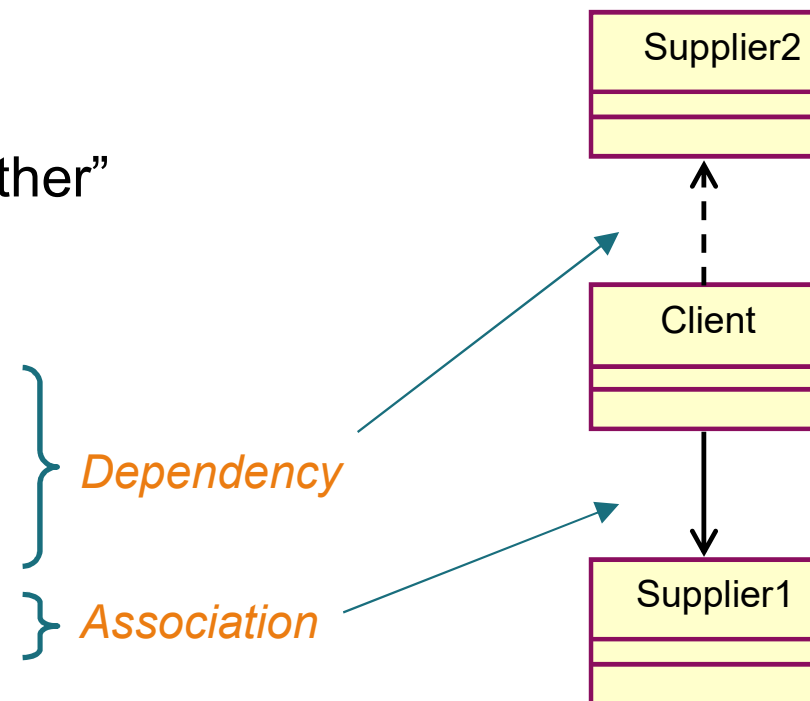 Supplier2
ther”
Client
Dependency
Supplier1
Association